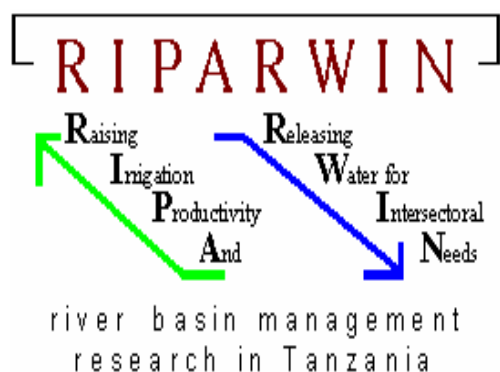 RIPARWIN
Raising Releasing
Irrigation Water for
Productivity Intersectoral
And Needs
river basin management
research in Tanzania